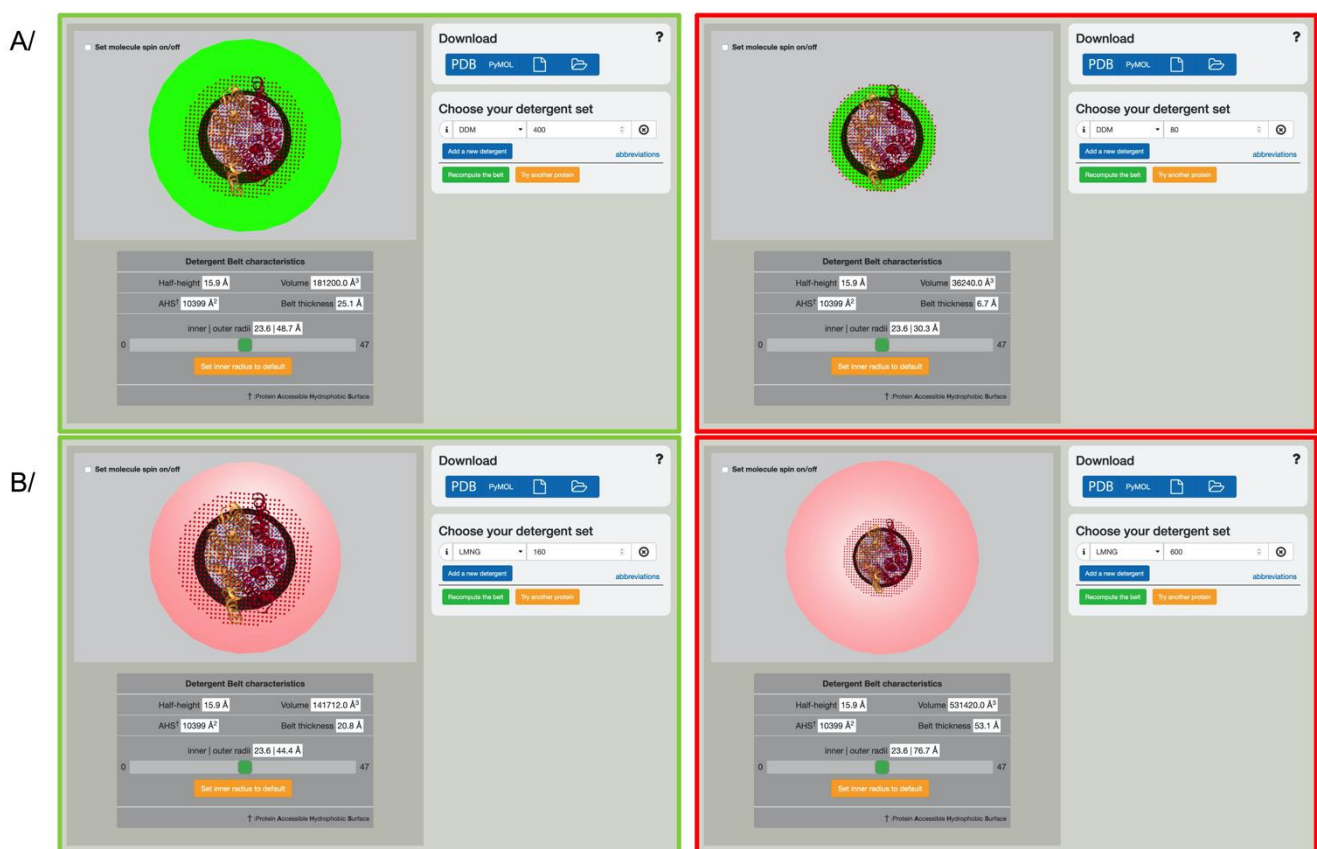 A/
Set molecule spin on/off
Download ?
PDB PyMOL
Choose your detergent set
i DDM 400
Add a new detergent abbreviations
Recompute the belt Try another protein
Detergent Belt characteristics
Half-height 15.9 Å Volume 181200.0 Å³
AHS† 10399 Å² Belt thickness 25.1 Å
inner | outer radii 23.6 | 48.7 Å
0 47
Set inner radius to default
† :Protein Accessible Hydrophobic Surface
Set molecule spin on/off
Download ?
PDB PyMOL
Choose your detergent set
i DDM 80
Add a new detergent abbreviations
Recompute the belt Try another protein
Detergent Belt characteristics
Half-height 15.9 Å Volume 36240.0 Å³
AHS† 10399 Å² Belt thickness 6.7 Å
inner | outer radii 23.6 | 30.3 Å
0 47
Set inner radius to default
† :Protein Accessible Hydrophobic Surface
B/
Set molecule spin on/off
Download ?
PDB PyMOL
Choose your detergent set
i LMNG 160
Add a new detergent abbreviations
Recompute the belt Try another protein
Detergent Belt characteristics
Half-height 15.9 Å Volume 141712.0 Å³
AHS† 10399 Å² Belt thickness 20.8 Å
inner | outer radii 23.6 | 44.4 Å
0 47
Set inner radius to default
† :Protein Accessible Hydrophobic Surface
Set molecule spin on/off
Download ?
PDB PyMOL
Choose your detergent set
i LMNG 600
Add a new detergent abbreviations
Recompute the belt Try another protein
Detergent Belt characteristics
Half-height 15.9 Å Volume 531420.0 Å³
AHS† 10399 Å² Belt thickness 53.1 Å
inner | outer radii 23.6 | 76.7 Å
0 47
Set inner radius to default
† :Protein Accessible Hydrophobic Surface